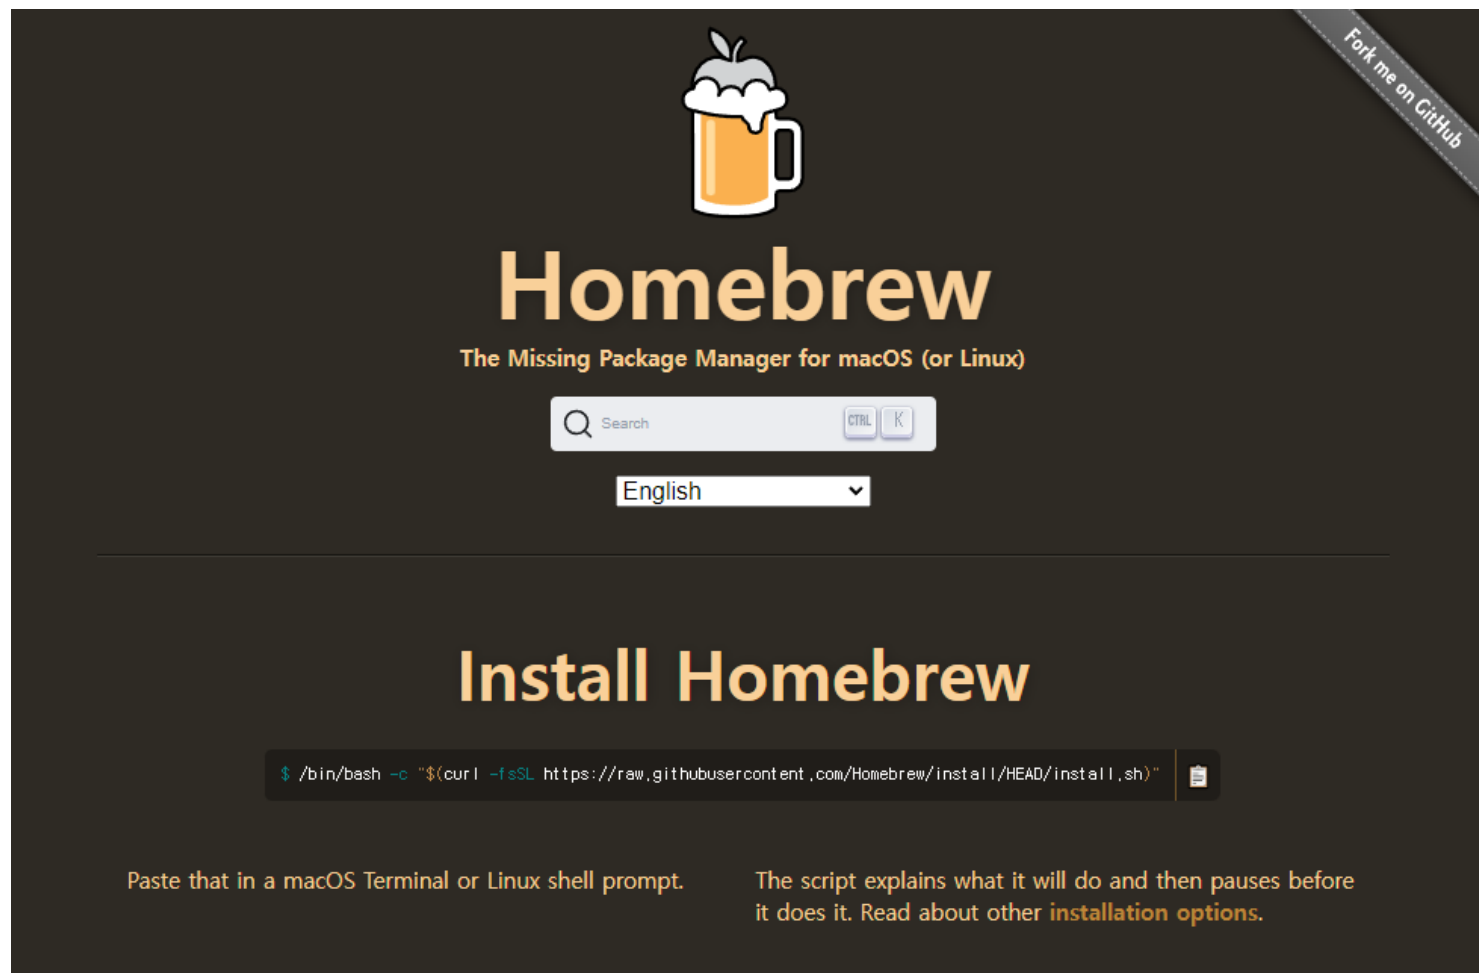 Fork me on GitHub
Homebrew
The Missing Package Manager for macOS (or Linux)
Search CTRL K
English
Install Homebrew
$ /bin/bash -c "$(curl -fsSL https://raw.githubusercontent.com/Homebrew/install/HEAD/install.sh)"
Paste that in a macOS Terminal or Linux shell prompt.
The script explains what it will do and then pauses before
it does it. Read about other installation options.